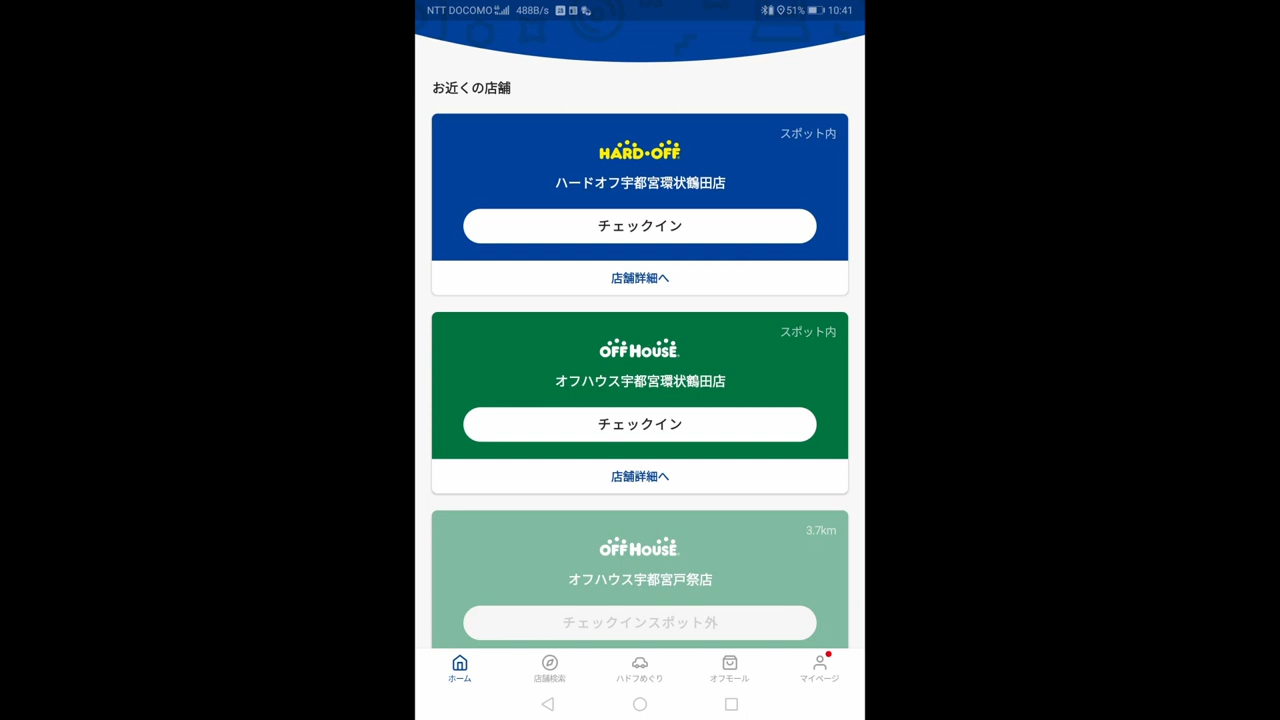 NTT DOCOMO 488B/s 51% 10:41
お近くの店舗
スポット内
HARD・OFF
ハードオフ宇都宮環状鶴田店
チェックイン
店舗詳細へ
スポット内
OFF HOUSE
オフハウス宇都宮環状鶴田店
チェックイン
店舗詳細へ
3.7km
OFF HOUSE
オフハウス宇都宮戸祭店
チェックインスポット外
ホーム 店舗検索 ハドフめぐり オフモール マイページ